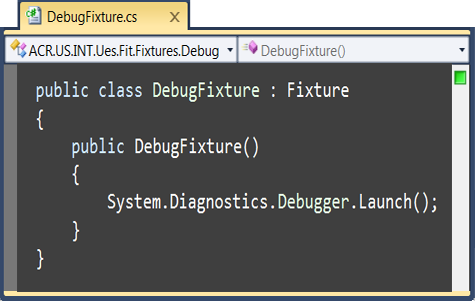 DebugFixture.cs
ACR.US.INT.Ues.Fit.Fixtures.Debug
DebugFixture()
public class DebugFixture : Fixture
{
    public DebugFixture()
    {
        System.Diagnostics.Debugger.Launch();
    }
}